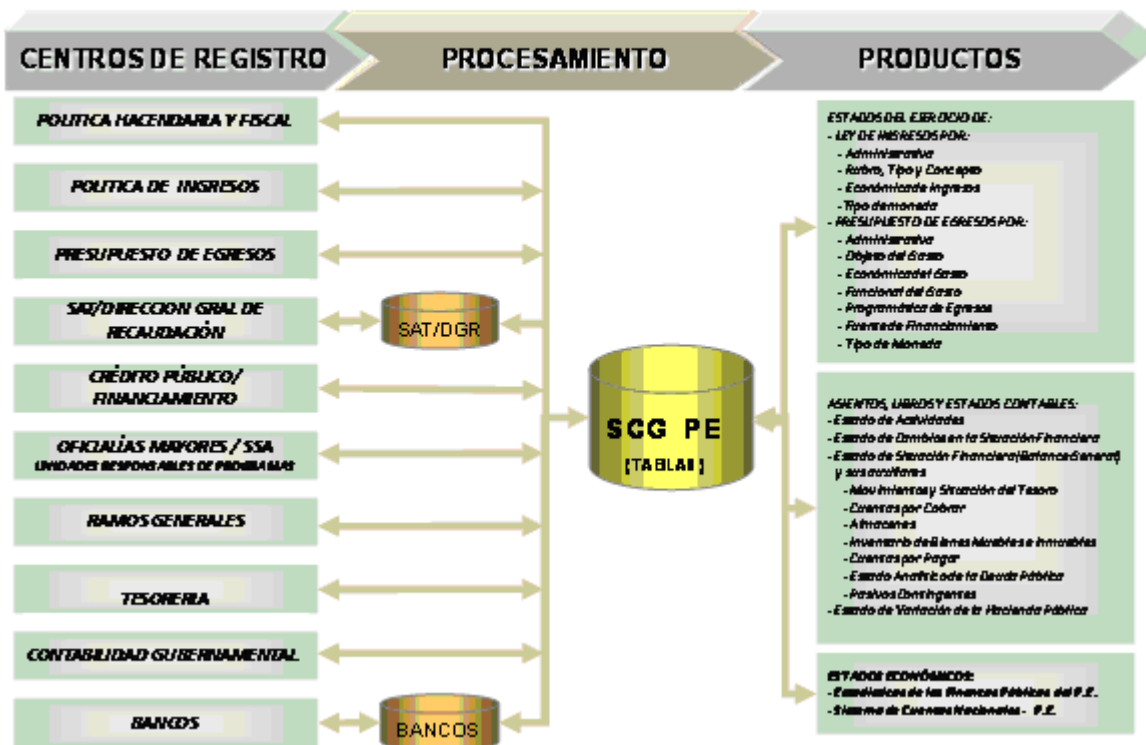 CENTROS DE REGISTRO
PROCESAMIENTO
PRODUCTOS
POLITICA HACENDARIA Y FISCAL
POLITICA DE INGRESOS
PRESUPUESTO DE EGRESOS
SAT/DIRECCION GRAL DE
RECAUDACIÓN
CRÉDITO PÚBLICO/
FINANCIAMIENTO
OFICIALÍAS MAYORES / SSA
UNIDADES RESPONSABLES DE PROGRAMAS
RAMOS GENERALES
TESORERIA
CONTABILIDAD GUBERNAMENTAL
BANCOS
SAT/DGR
BANCOS
SCG PE
ESTADOS DEL EJERCICIO DE:
- LEY DE INGRESOS POR:
- Administrativa
- Rubro, Tipo y Concepto
- Económica de Ingresos
- Tipo de moneda
- PRESUPUESTO DE EGRESOS POR:
- Administrativa
- Objeto del Gasto
- Económica del Gasto
- Funcional del Gasto
- Programática de Egresos
- Fuente de Financiamiento
- Tipo de Moneda
ASIENTOS, LIBROS Y ESTADOS CONTABLES:
- Estado de Actividades
- Estado de Cambios en la Situación Financiera
- Estado de Situación Financiera (Balance General)
y sus auxiliares
- Movimientos y Situación del Tesoro
- Cuentas por Cobrar
- Almacenes
- Inventario de Bienes Muebles e Inmuebles
- Cuentas por Pagar
- Estado Analítico de la Deuda Pública
- Pasivos Contingentes
- Estado de Variación de la Hacienda Pública
ESTADOS ECONÓMICOS:
- Estadísticas de las Finanzas Públicas del P.E.
- Sistema de Cuentas Nacionales - P.E.